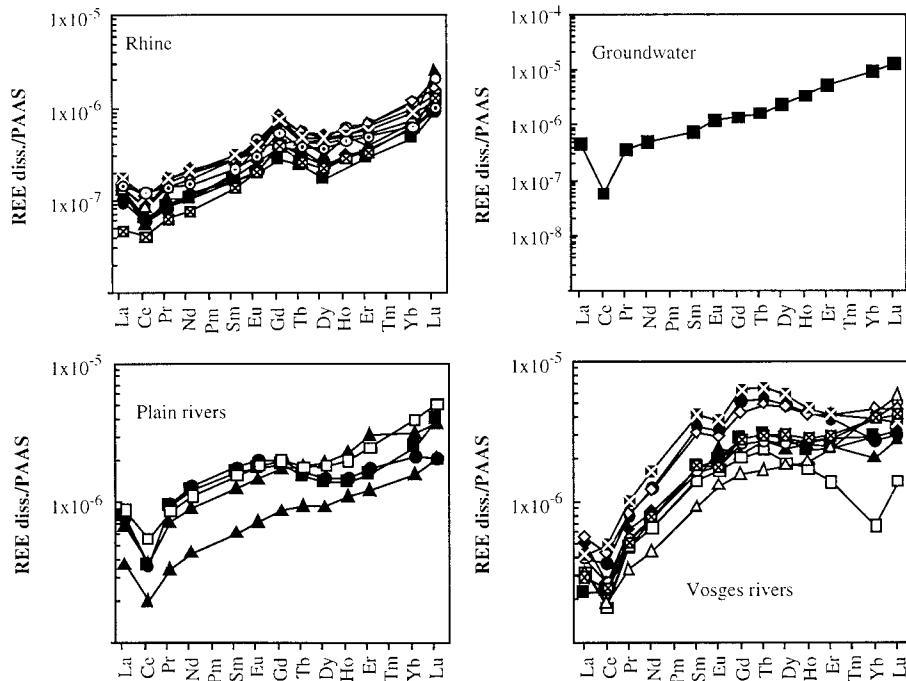 1x10-5
Rhine
1x10-6
1x10-7
REE diss./PAAS
La Ce Pr Nd Pm Sm Eu Gd Tb Dy Ho Er Tm Yb Lu
Groundwater
1x10-4
1x10-5
1x10-6
1x10-7
1x10-8
REE diss./PAAS
La Ce Pr Nd Pm Sm Eu Gd Tb Dy Ho Er Tm Yb Lu
1x10-5
Plain rivers
1x10-6
REE diss./PAAS
La Ce Pr Nd Pm Sm Eu Gd Tb Dy Ho Er Tm Yb Lu
1x10-5
1x10-6
Vosges rivers
REE diss./PAAS
La Ce Pr Nd Pm Sm Eu Gd Tb Dy Ho Er Tm Yb Lu